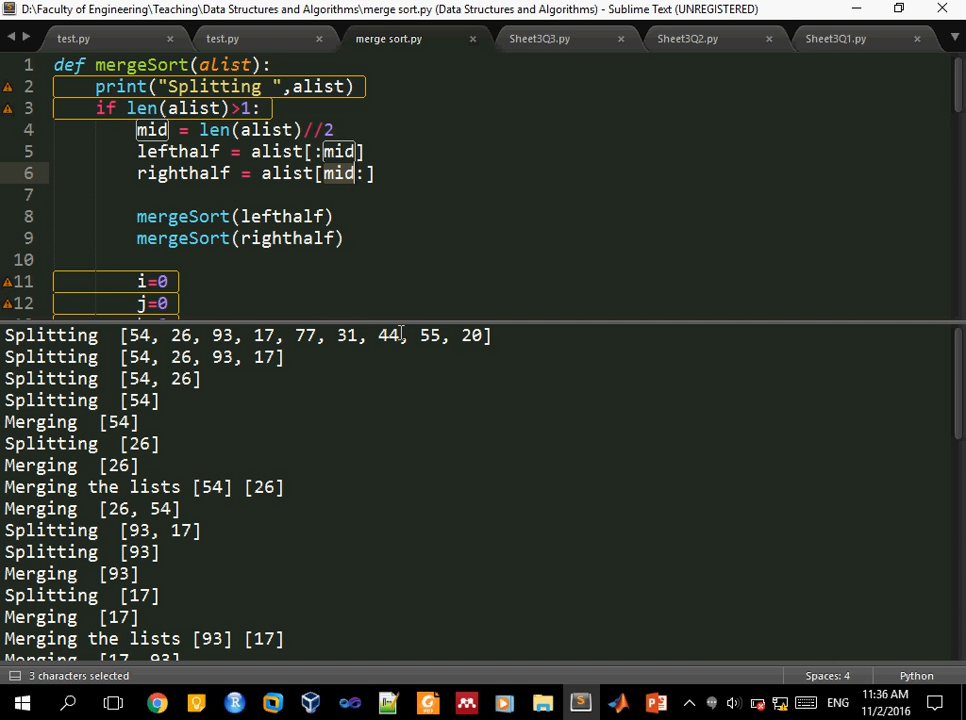 D:\Faculty of Engineering\Teaching\Data Structures and Algorithms\merge sort.py (Data Structures and Algorithms) - Sublime Text (UNREGISTERED)
test.py × test.py × merge sort.py × Sheet3Q3.py × Sheet3Q2.py × Sheet3Q1.py ×
1 def mergeSort(alist):
2 print("Splitting ",alist)
3 if len(alist)>1:
4 mid = len(alist)//2
5 lefthalf = alist[:mid]
6 righthalf = alist[mid:]
7
8 mergeSort(lefthalf)
9 mergeSort(righthalf)
10
11 i=0
12 j=0
Splitting [54, 26, 93, 17, 77, 31, 44, 55, 20]
Splitting [54, 26, 93, 17]
Splitting [54, 26]
Splitting [54]
Merging [54]
Splitting [26]
Merging [26]
Merging the lists [54] [26]
Merging [26, 54]
Splitting [93, 17]
Splitting [93]
Merging [93]
Splitting [17]
Merging [17]
Merging the lists [93] [17]
Merging [17, 93]
3 characters selected Spaces: 4 Python
ENG 11:36 AM
11/2/2016